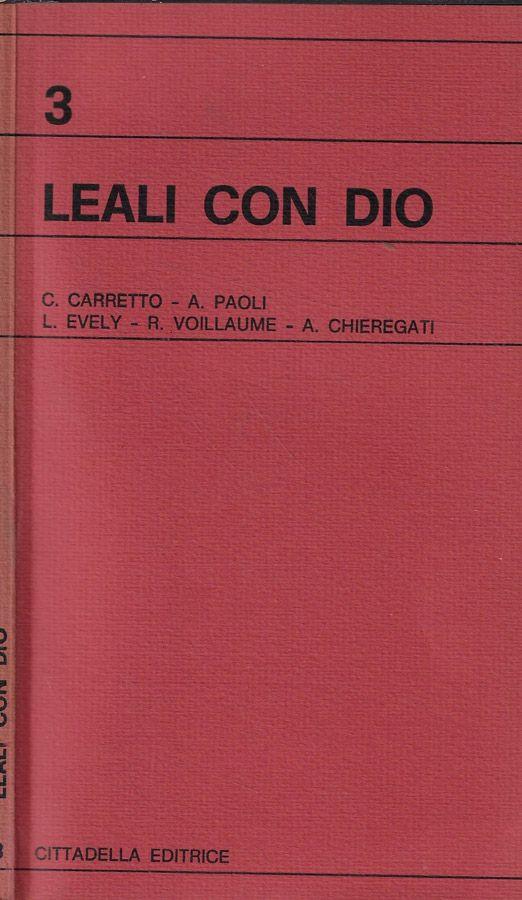 3
LEALI CON DIO
C. CARRETTO - A. PAOLI
L. EVELY - R. VOILLAUME - A. CHIEREGATI
CITTADELLA EDITRICE
LEALI CON DIO
3